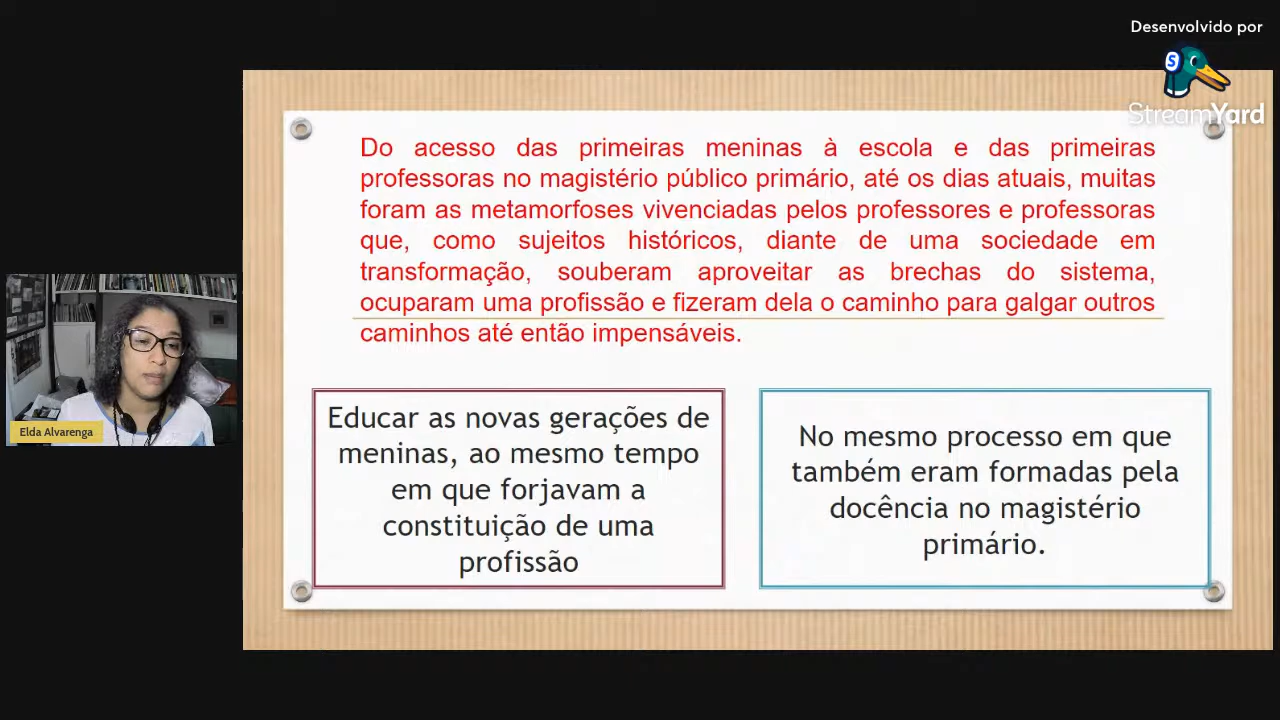 Desenvolvido por
StreamYard
Do acesso das primeiras meninas à escola e das primeiras
professoras no magistério público primário, até os dias atuais, muitas
foram as metamorfoses vivenciadas pelos professores e professoras
que, como sujeitos históricos, diante de uma sociedade em
transformação, souberam aproveitar as brechas do sistema,
ocuparam uma profissão e fizeram dela o caminho para galgar outros
caminhos até então impensáveis.
Educar as novas gerações de
meninas, ao mesmo tempo
em que forjavam a
constituição de uma
profissão
No mesmo processo em que
também eram formadas pela
docência no magistério
primário.
Elda Alvarenga